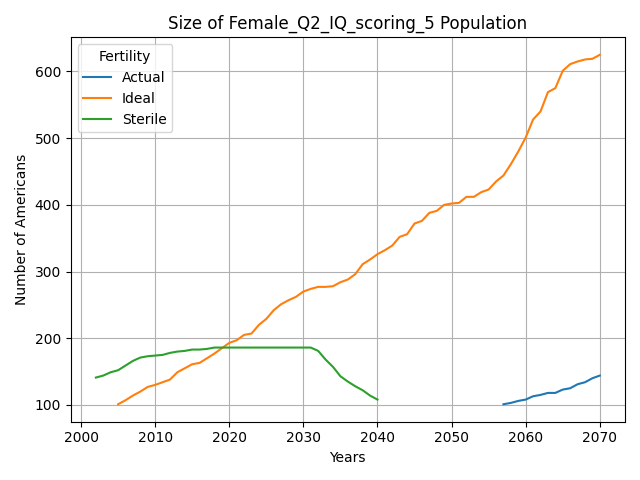 Size of Female_Q2_IQ_scoring_5 Population
Fertility
Actual
Ideal
Sterile
Number of Americans
600
500
400
300
200
100
2000
2010
2020
2030
2040
2050
2060
2070
Years